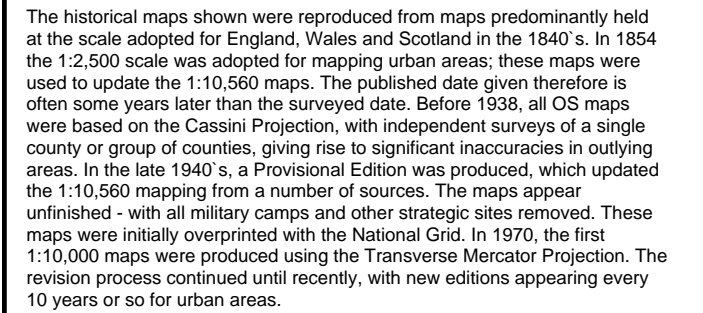 The historical maps shown were reproduced from maps predominantly held
at the scale adopted for England, Wales and Scotland in the 1840`s. In 1854
the 1:2,500 scale was adopted for mapping urban areas; these maps were
used to update the 1:10,560 maps. The published date given therefore is
often some years later than the surveyed date. Before 1938, all OS maps
were based on the Cassini Projection, with independent surveys of a single
county or group of counties, giving rise to significant inaccuracies in outlying
areas. In the late 1940`s, a Provisional Edition was produced, which updated
the 1:10,560 mapping from a number of sources. The maps appear
unfinished - with all military camps and other strategic sites removed. These
maps were initially overprinted with the National Grid. In 1970, the first
1:10,000 maps were produced using the Transverse Mercator Projection. The
revision process continued until recently, with new editions appearing every
10 years or so for urban areas.